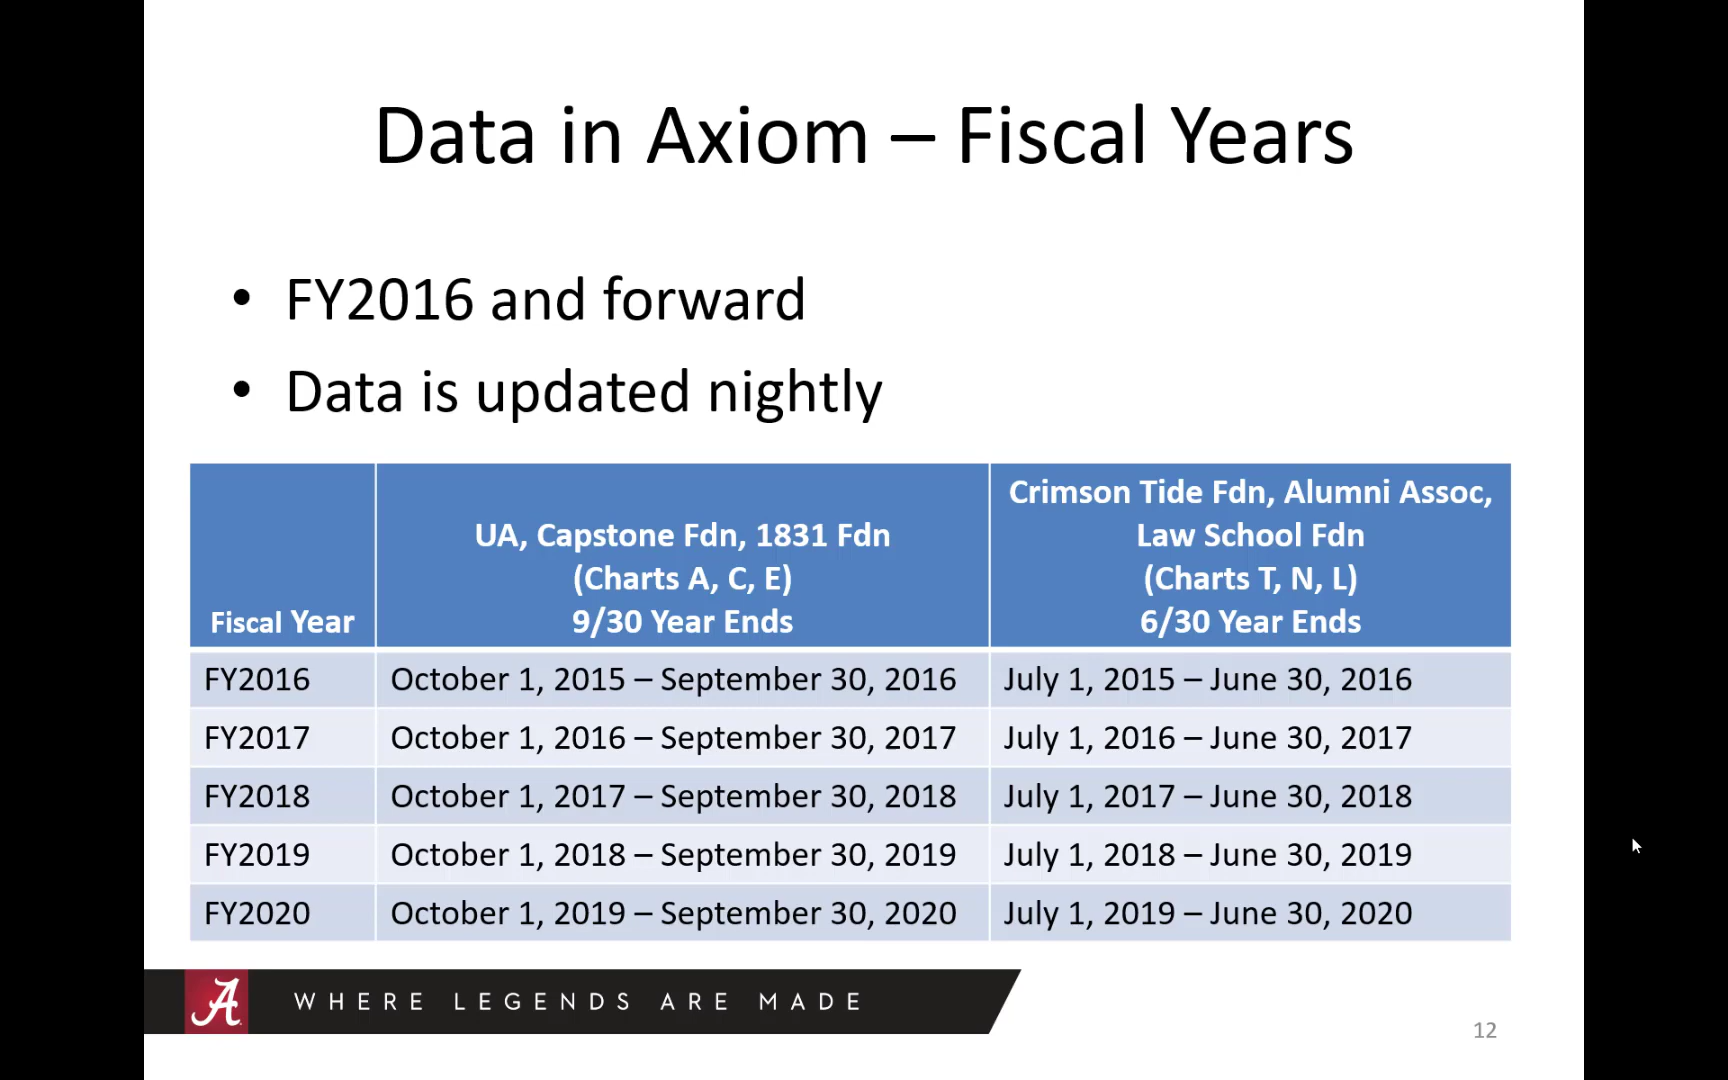 Data in Axiom – Fiscal Years
• FY2016 and forward
• Data is updated nightly
Fiscal Year
UA, Capstone Fdn, 1831 Fdn
(Charts A, C, E)
9/30 Year Ends
Crimson Tide Fdn, Alumni Assoc,
Law School Fdn
(Charts T, N, L)
6/30 Year Ends
FY2016 October 1, 2015 – September 30, 2016 July 1, 2015 – June 30, 2016
FY2017 October 1, 2016 – September 30, 2017 July 1, 2016 – June 30, 2017
FY2018 October 1, 2017 – September 30, 2018 July 1, 2017 – June 30, 2018
FY2019 October 1, 2018 – September 30, 2019 July 1, 2018 – June 30, 2019
FY2020 October 1, 2019 – September 30, 2020 July 1, 2019 – June 30, 2020
A WHERE LEGENDS ARE MADE
12